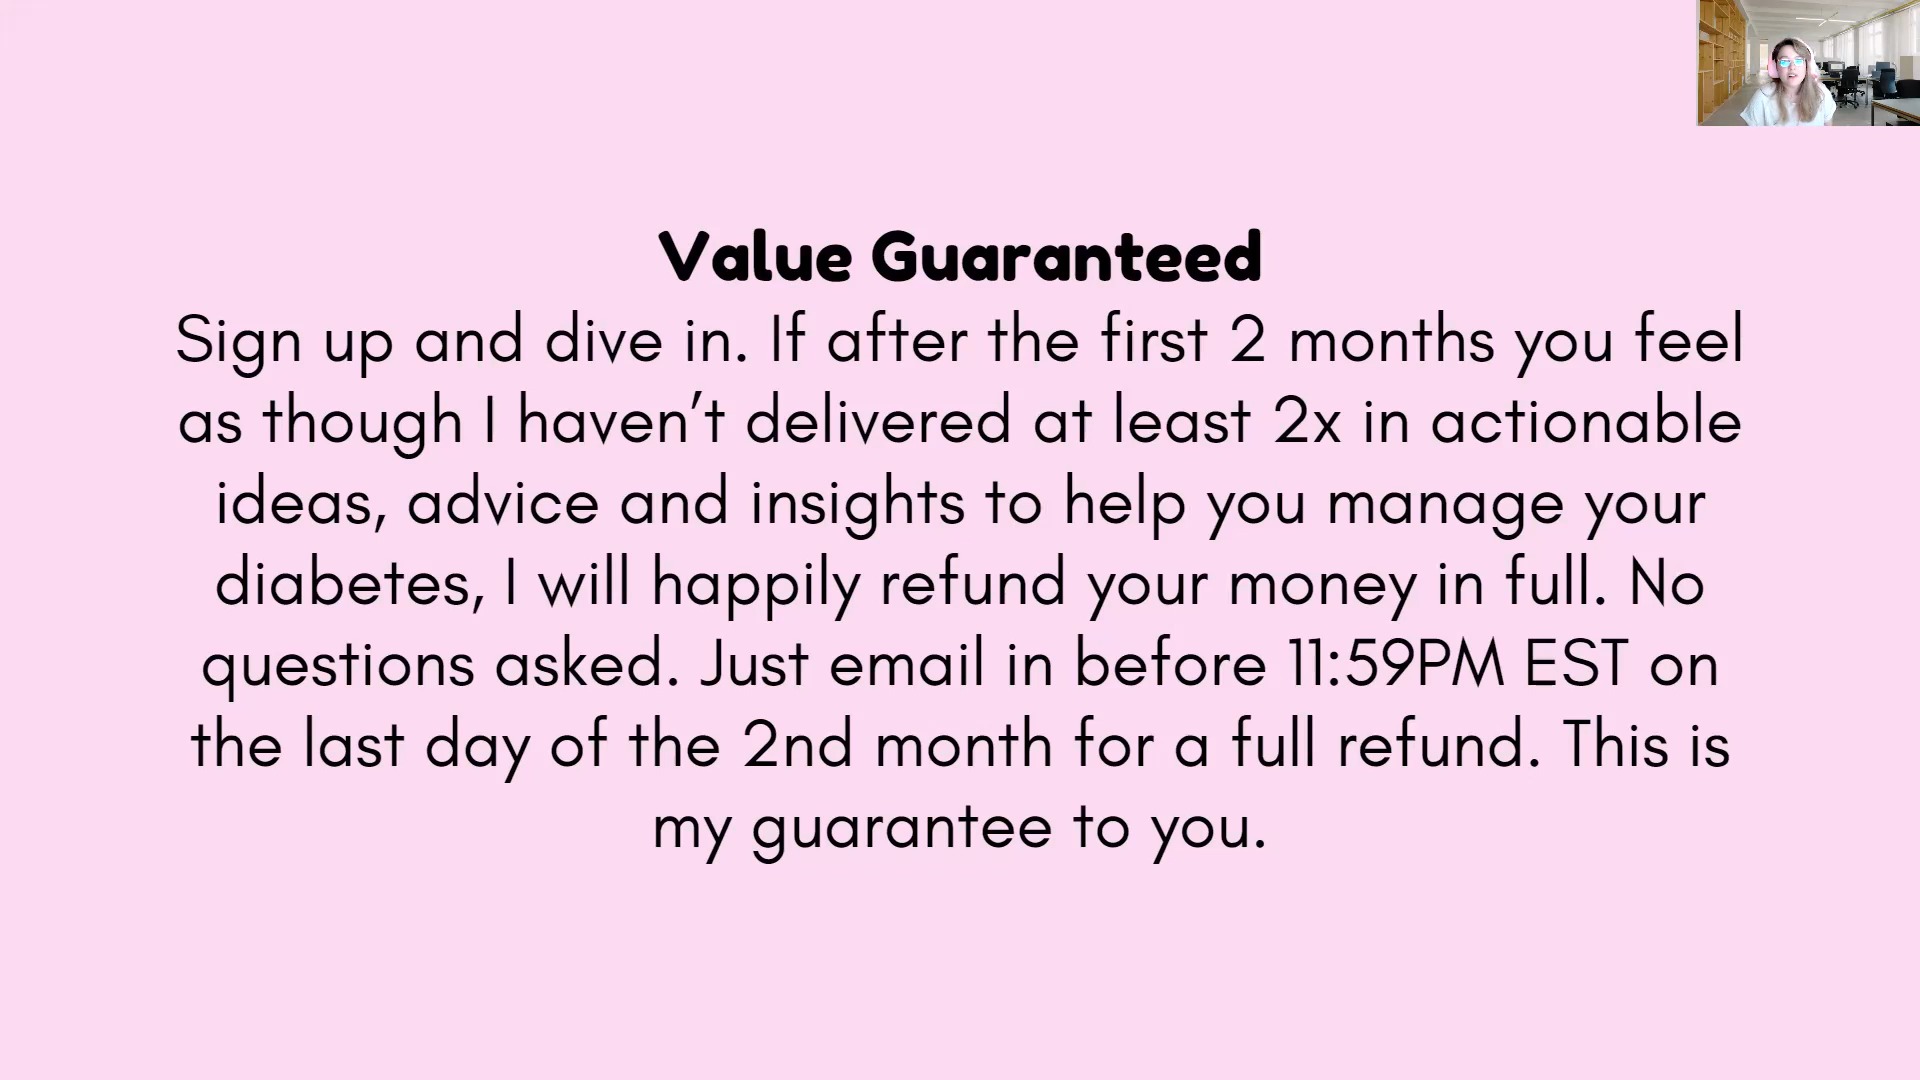 Value Guaranteed
Sign up and dive in. If after the first 2 months you feel
as though I haven’t delivered at least 2x in actionable
ideas, advice and insights to help you manage your
diabetes, I will happily refund your money in full. No
questions asked. Just email in before 11:59PM EST on
the last day of the 2nd month for a full refund. This is
my guarantee to you.